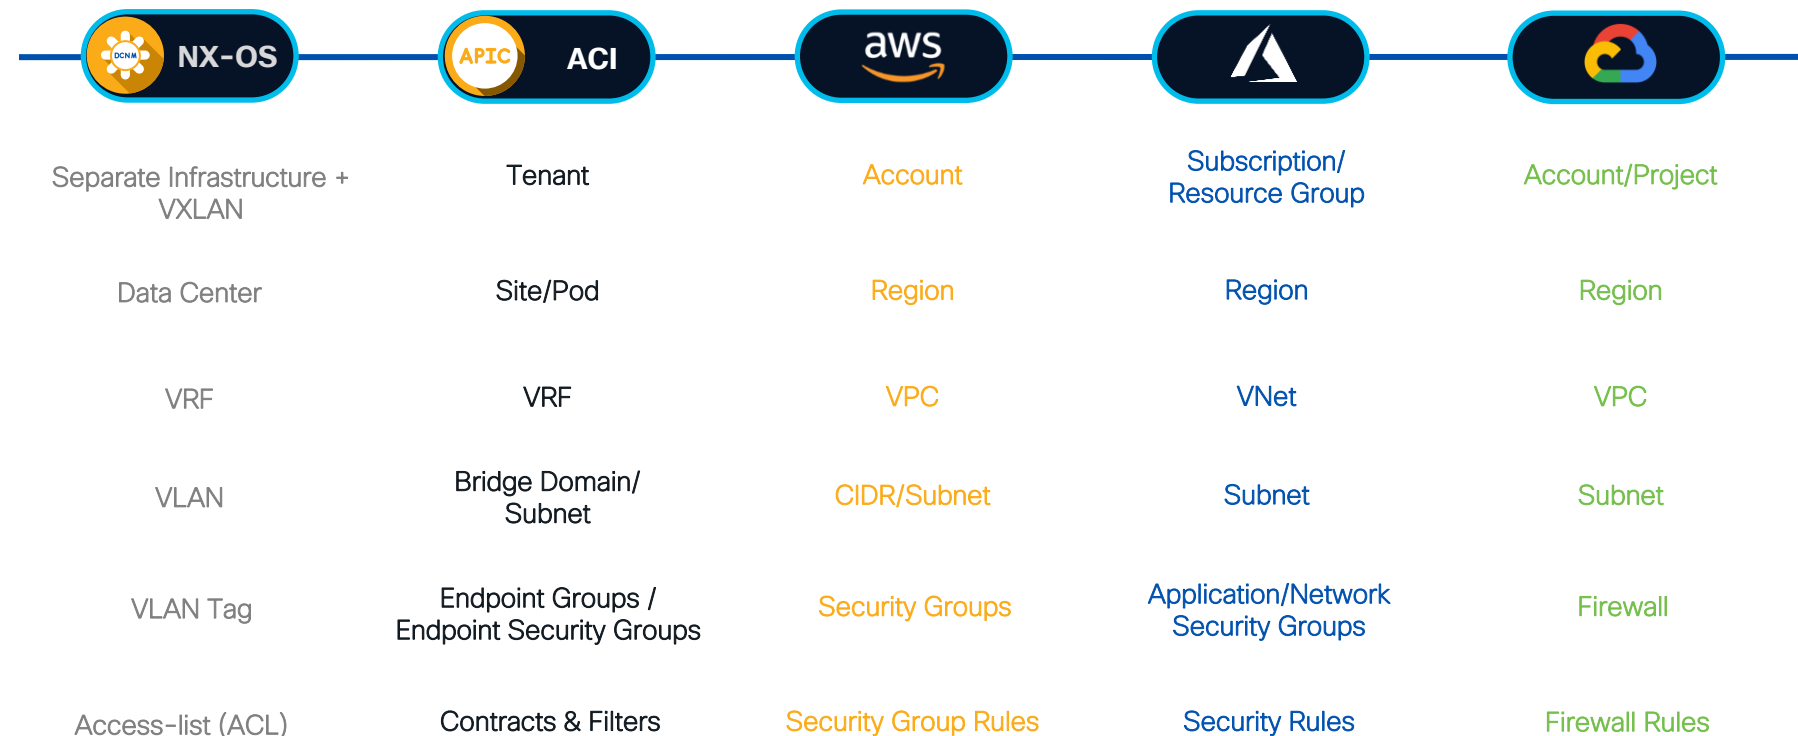 DCNM NX-OS
APIC ACI
aws
Separate Infrastructure +
VXLAN
Tenant
Account
Subscription/
Resource Group
Account/Project
Data Center
Site/Pod
Region
Region
Region
VRF
VRF
VPC
VNet
VPC
VLAN
Bridge Domain/
Subnet
CIDR/Subnet
Subnet
Subnet
VLAN Tag
Endpoint Groups /
Endpoint Security Groups
Security Groups
Application/Network
Security Groups
Firewall
Access-list (ACL)
Contracts & Filters
Security Group Rules
Security Rules
Firewall Rules